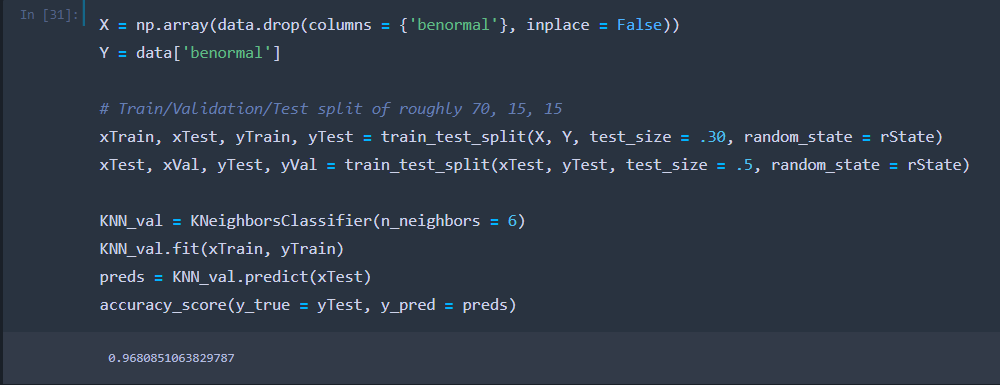 In [31]:
X = np.array(data.drop(columns = {'benormal'}, inplace = False))
Y = data['benormal']
# Train/Validation/Test split of roughly 70, 15, 15
xTrain, xTest, yTrain, yTest = train_test_split(X, Y, test_size = .30, random_state = rState)
xTest, xVal, yTest, yVal = train_test_split(xTest, yTest, test_size = .5, random_state = rState)
KNN_val = KNeighborsClassifier(n_neighbors = 6)
KNN_val.fit(xTrain, yTrain)
preds = KNN_val.predict(xTest)
accuracy_score(y_true = yTest, y_pred = preds)
0.9680851063829787